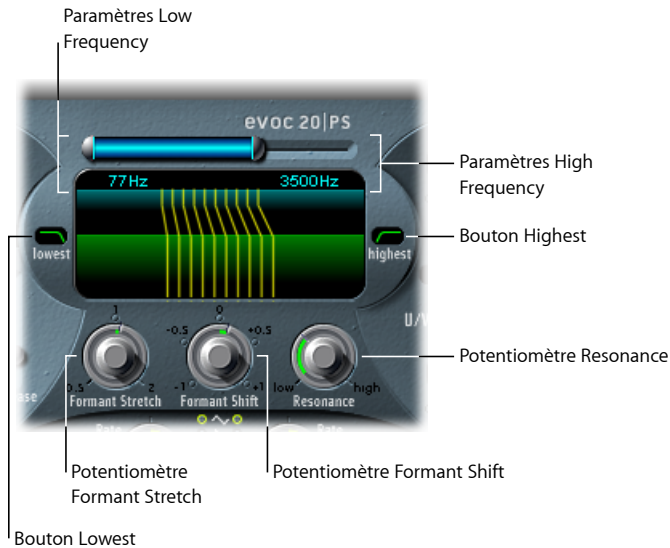 Paramètres Low
Frequency
evoc 20|PS
77Hz
3500Hz
Paramètres High
Frequency
Bouton Highest
lowest
highest
1
0
-0.5
+0.5
U/V
Potentiomètre Resonance
0.5
2
-1
+1
low
high
ase
Formant Stretch
Formant Shift
Resonance
Rate
Potentiomètre
Formant Stretch
Potentiomètre Formant Shift
Bouton Lowest